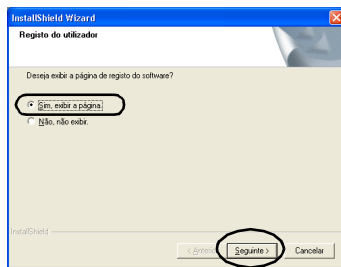 InstallShield Wizard
Registo do utilizador
Deseja exibir a página de registo do software?
Sim, exibir a página.
Não, não exibir.
InstallShield
< Anterior
Seguinte >
Cancelar